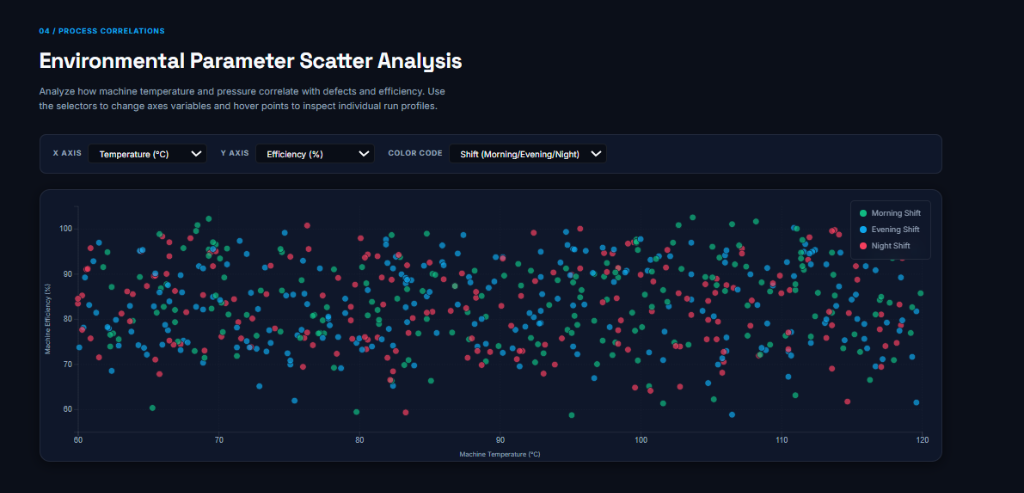 04 / PROCESS CORRELATIONS
Environmental Parameter Scatter Analysis
Analyze how machine temperature and pressure correlate with defects and efficiency. Use
the selectors to change axes variables and hover points to inspect individual run profiles.
X AXIS Temperature (°C) Y AXIS Efficiency (%) COLOR CODE Shift (Morning/Evening/Night)
Morning Shift
Evening Shift
Night Shift
100
90
80
70
60
Machine Efficiency (%)
60 70 80 90 100 110 120
Machine Temperature (°C)